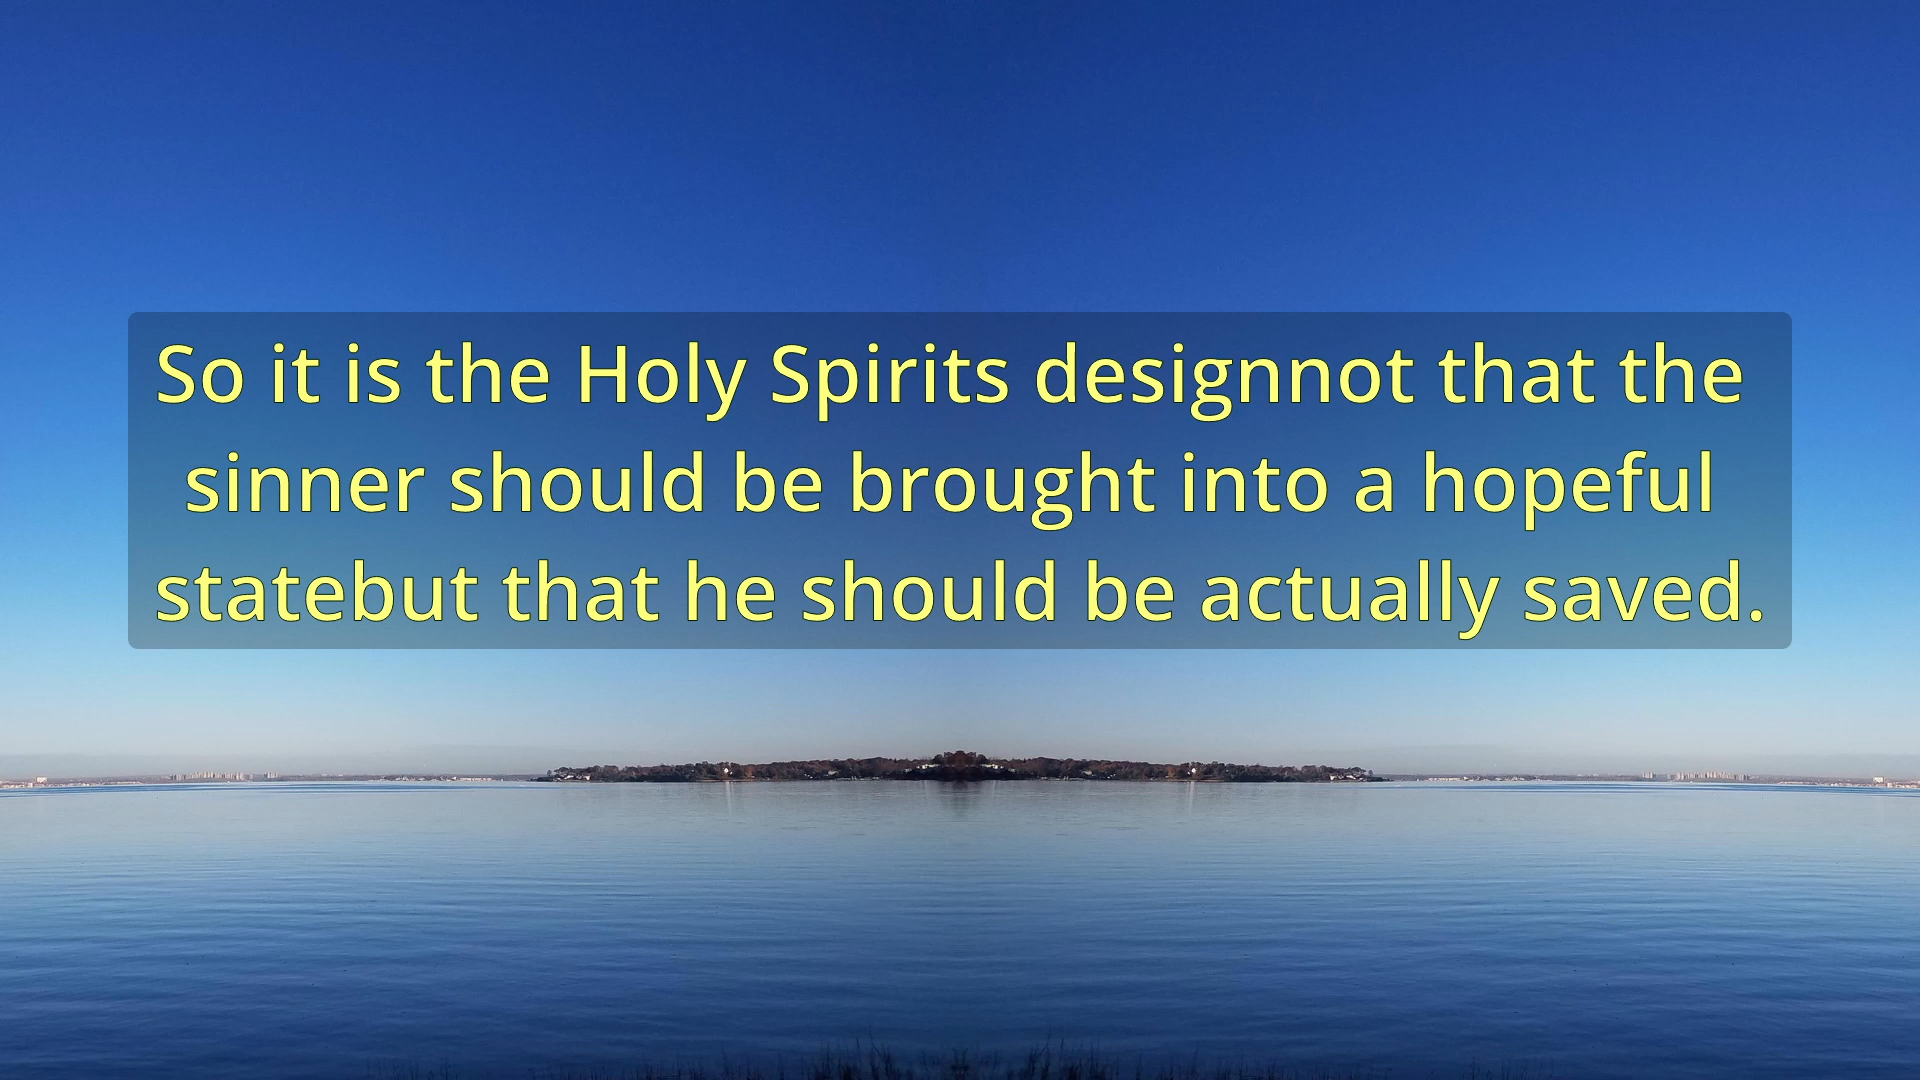 So it is the Holy Spirits designnot that the
sinner should be brought into a hopeful
statebut that he should be actually saved.